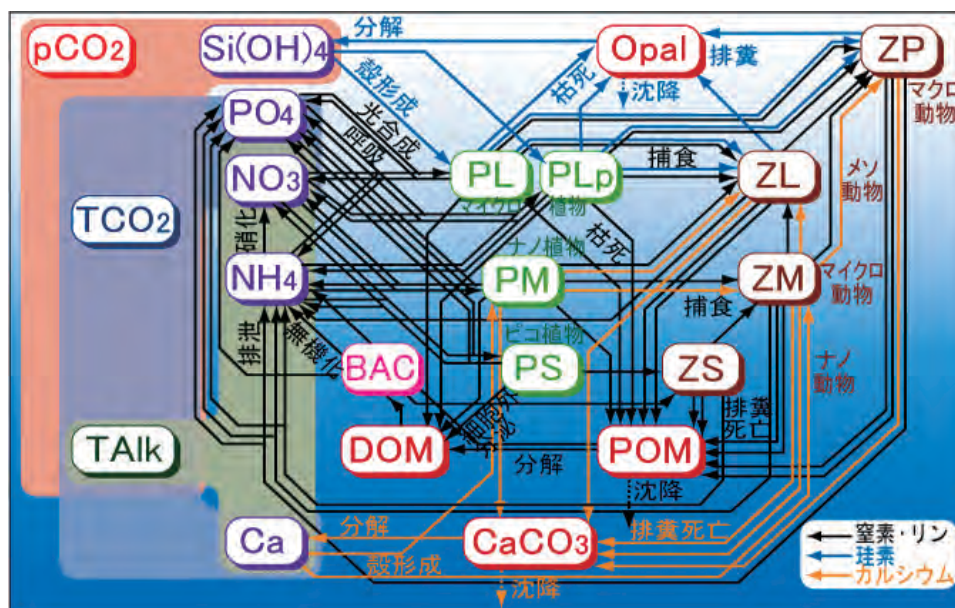 pCO2
Si(OH)4
分解
Opal
排糞
ZP
マクロ
動物
殻形成
枯死
沈降
PO4
光合成
呼吸
捕食
NO3
PL
PLp
ZL
メソ
動物
マイクロ植物
TCO2
硝化
枯死
ナノ植物
NH4
PM
ZM
マイクロ
動物
捕食
排泄
無機化
ピコ植物
BAC
PS
ZS
ナノ
動物
細胞外
分泌
排糞
死亡
TAlk
DOM
分解
POM
沈降
Ca
分解
CaCO3
排糞死亡
殻形成
沈降
窒素・リン
珪素
カルシウム